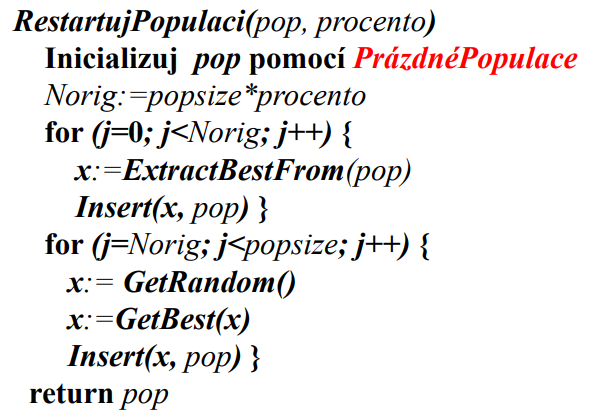 RestartujPopulaci(pop, procento)
Inicializuj pop pomocí PrázdnéPopulace
Norig:=popsize*procento
for (j=0; j<Norig; j++) {
x:=ExtractBestFrom(pop)
Insert(x, pop) }
for (j=Norig; j<popsize; j++) {
x:= GetRandom()
x:=GetBest(x)
Insert(x, pop) }
return pop